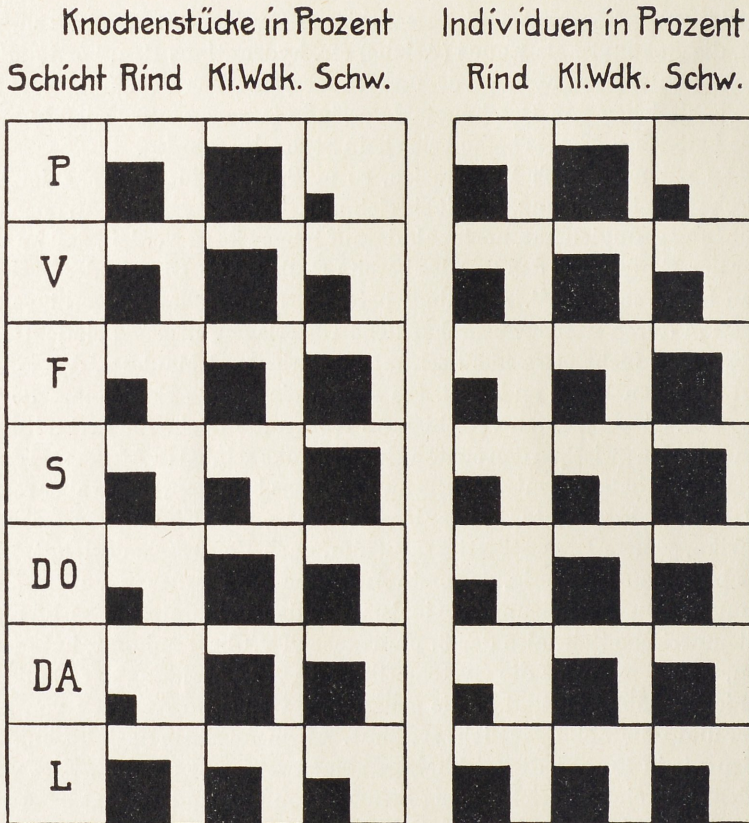 Knochenstücke in Prozent Individuen in Prozent
Schicht Rind Kl.Wdk. Schw. Rind Kl.Wdk. Schw.
P
V
F
S
DO
DA
L